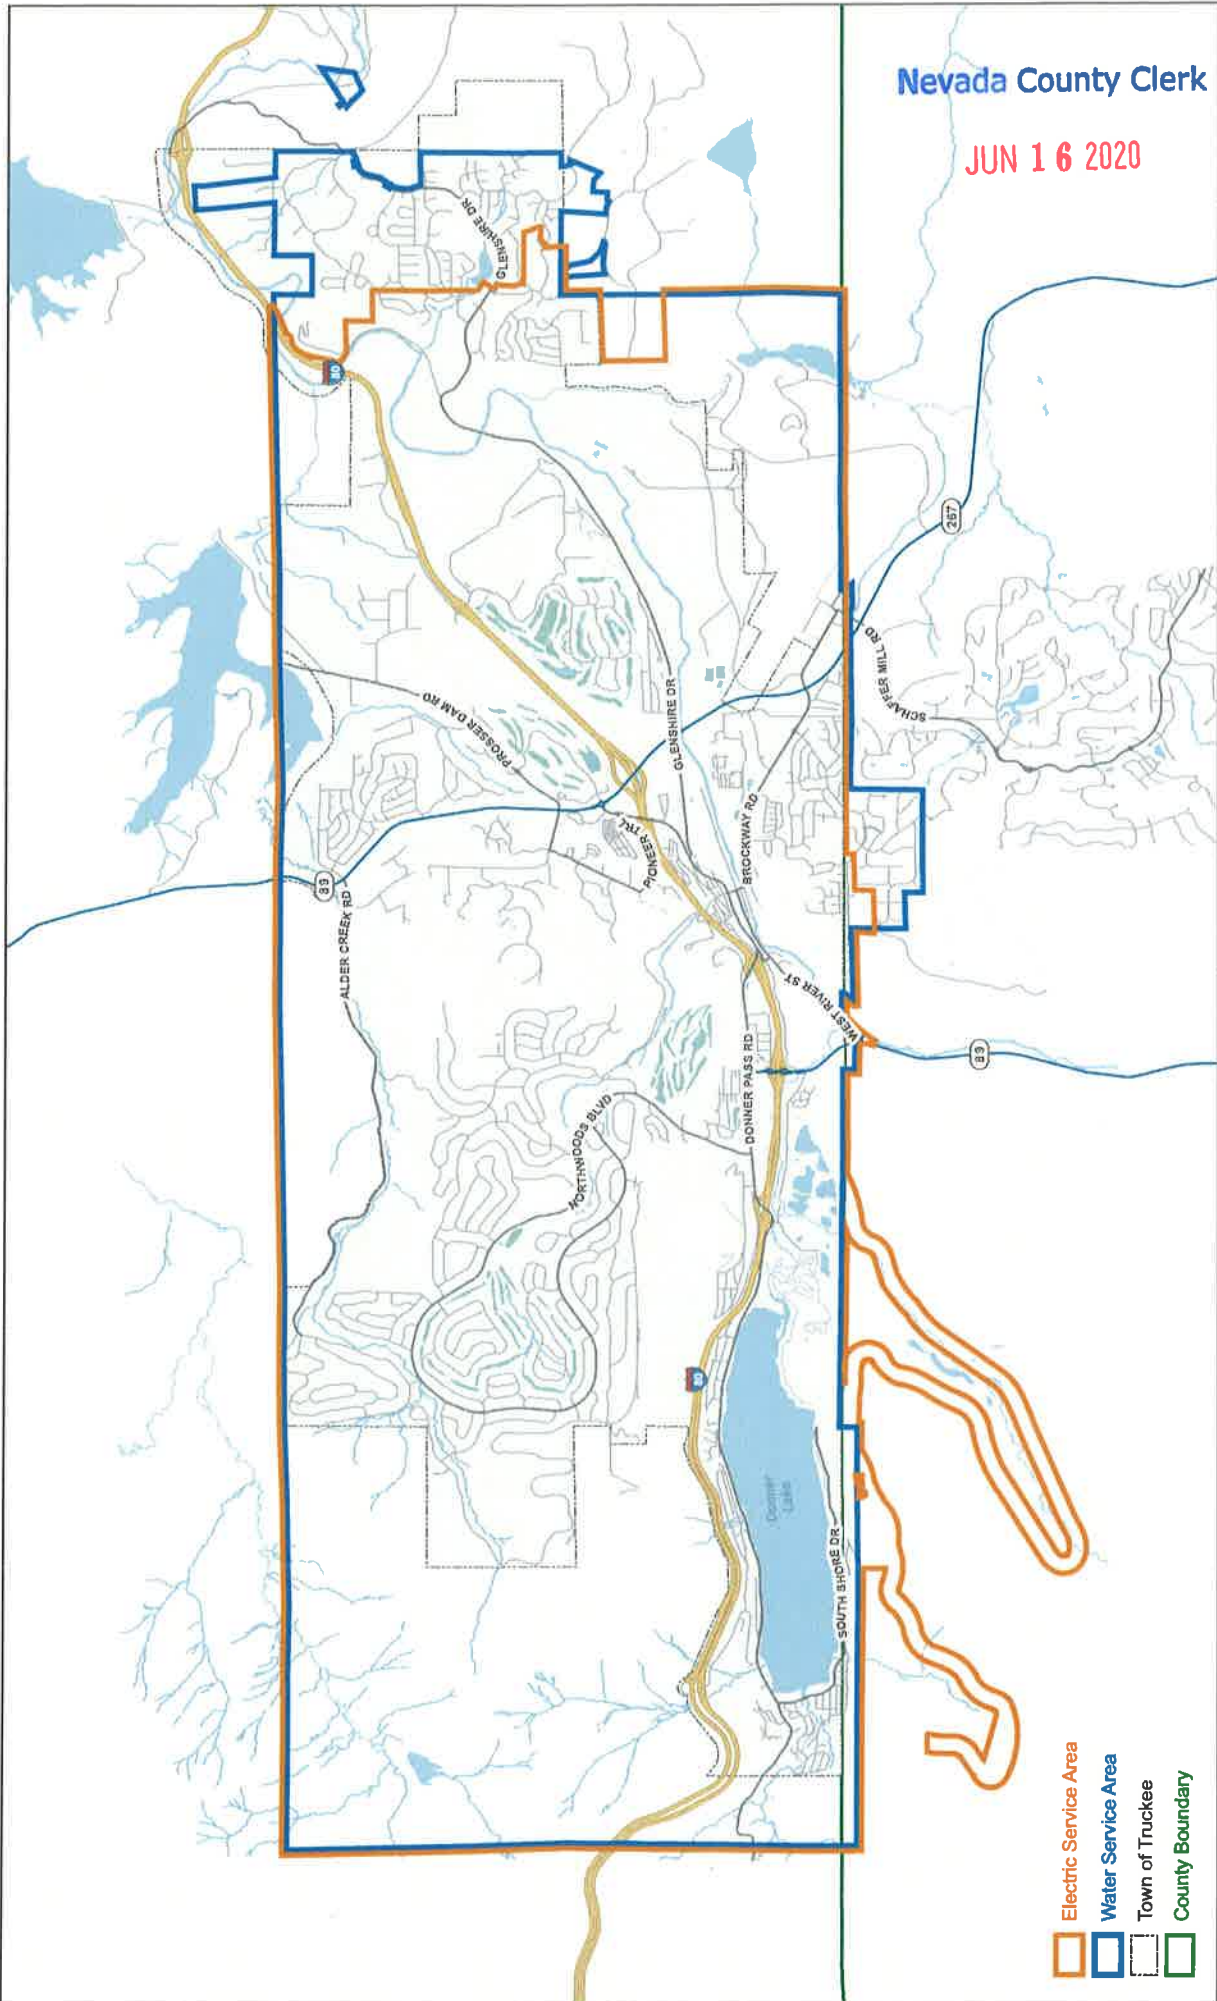 Nevada County Clerk
JUN 16 2020
GLENSHIRE DR
80
PROSSER DAM RD
GLENSHIRE DR
267
SCHAFFER MILL RD
89
ALDER CREEK RD
PIONEER TRL
BROCKWAY RD
WEST RIVER ST
DONNER PASS RD
89
NORTHWOODS BLVD
80
Donner
Lake
SOUTH SHORE DR
Electric Service Area
Water Service Area
Town of Truckee
County Boundary